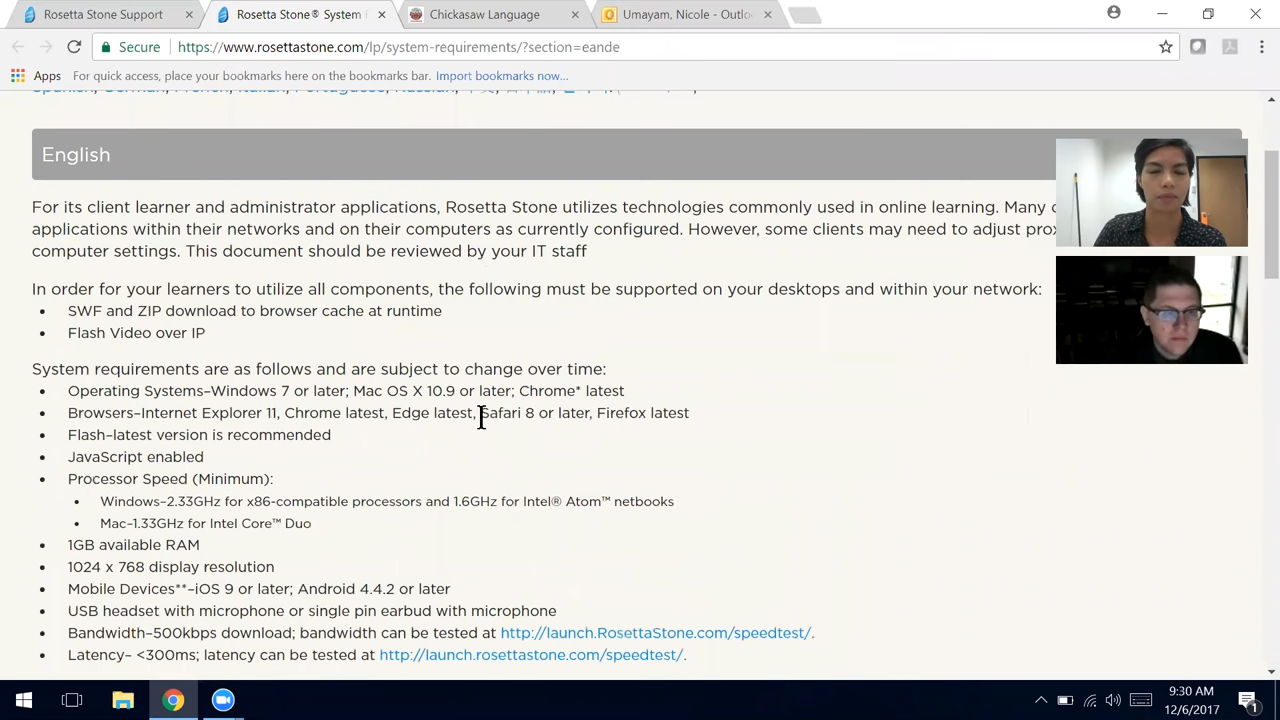 Rosetta Stone Support
Rosetta Stone® System
Chickasaw Language
Umayam, Nicole - Outlo
Secure
https://www.rosettastone.com/lp/system-requirements/?section=eande
Apps
For quick access, place your bookmarks here on the bookmarks bar.
Import bookmarks now...
Spanish, German, French, Italian, Portuguese, Russian,
English
For its client learner and administrator applications, Rosetta Stone utilizes technologies commonly used in online learning. Many
applications within their networks and on their computers as currently configured. However, some clients may need to adjust
computer settings. This document should be reviewed by your IT staff
In order for your learners to utilize all components, the following must be supported on your desktops and within your network:
• SWF and ZIP download to browser cache at runtime
• Flash Video over IP
System requirements are as follows and are subject to change over time:
• Operating Systems–Windows 7 or later; Mac OS X 10.9 or later; Chrome* latest
• Browsers–Internet Explorer 11, Chrome latest, Edge latest, Safari 8 or later, Firefox latest
• Flash–latest version is recommended
• JavaScript enabled
• Processor Speed (Minimum):
• Windows–2.33GHz for x86-compatible processors and 1.6GHz for Intel® Atom™ netbooks
• Mac–1.33GHz for Intel Core™ Duo
• 1GB available RAM
• 1024 x 768 display resolution
• Mobile Devices**–iOS 9 or later; Android 4.4.2 or later
• USB headset with microphone or single pin earbud with microphone
• Bandwidth–500kbps download; bandwidth can be tested at http://launch.RosettaStone.com/speedtest/.
• Latency– <300ms; latency can be tested at http://launch.rosettastone.com/speedtest/.
9:30 AM
12/6/2017
1